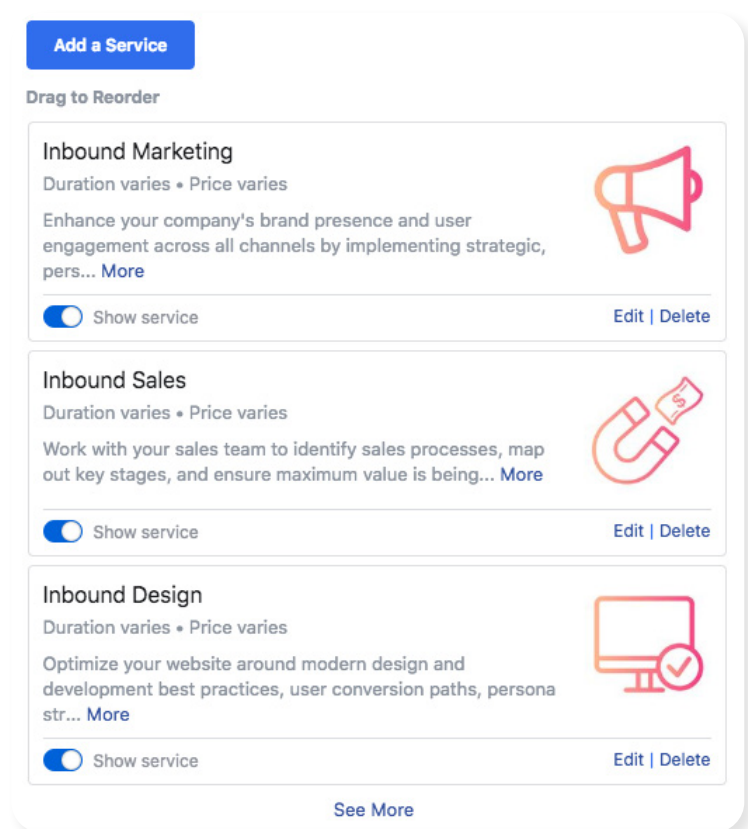 Add a Service
Drag to Reorder
Inbound Marketing
Duration varies • Price varies
Enhance your company's brand presence and user
engagement across all channels by implementing strategic,
pers... More
Show service
Edit | Delete
Inbound Sales
Duration varies • Price varies
Work with your sales team to identify sales processes, map
out key stages, and ensure maximum value is being... More
$
Show service
Edit | Delete
Inbound Design
Duration varies • Price varies
Optimize your website around modern design and
development best practices, user conversion paths, persona
str... More
Show service
Edit | Delete
See More